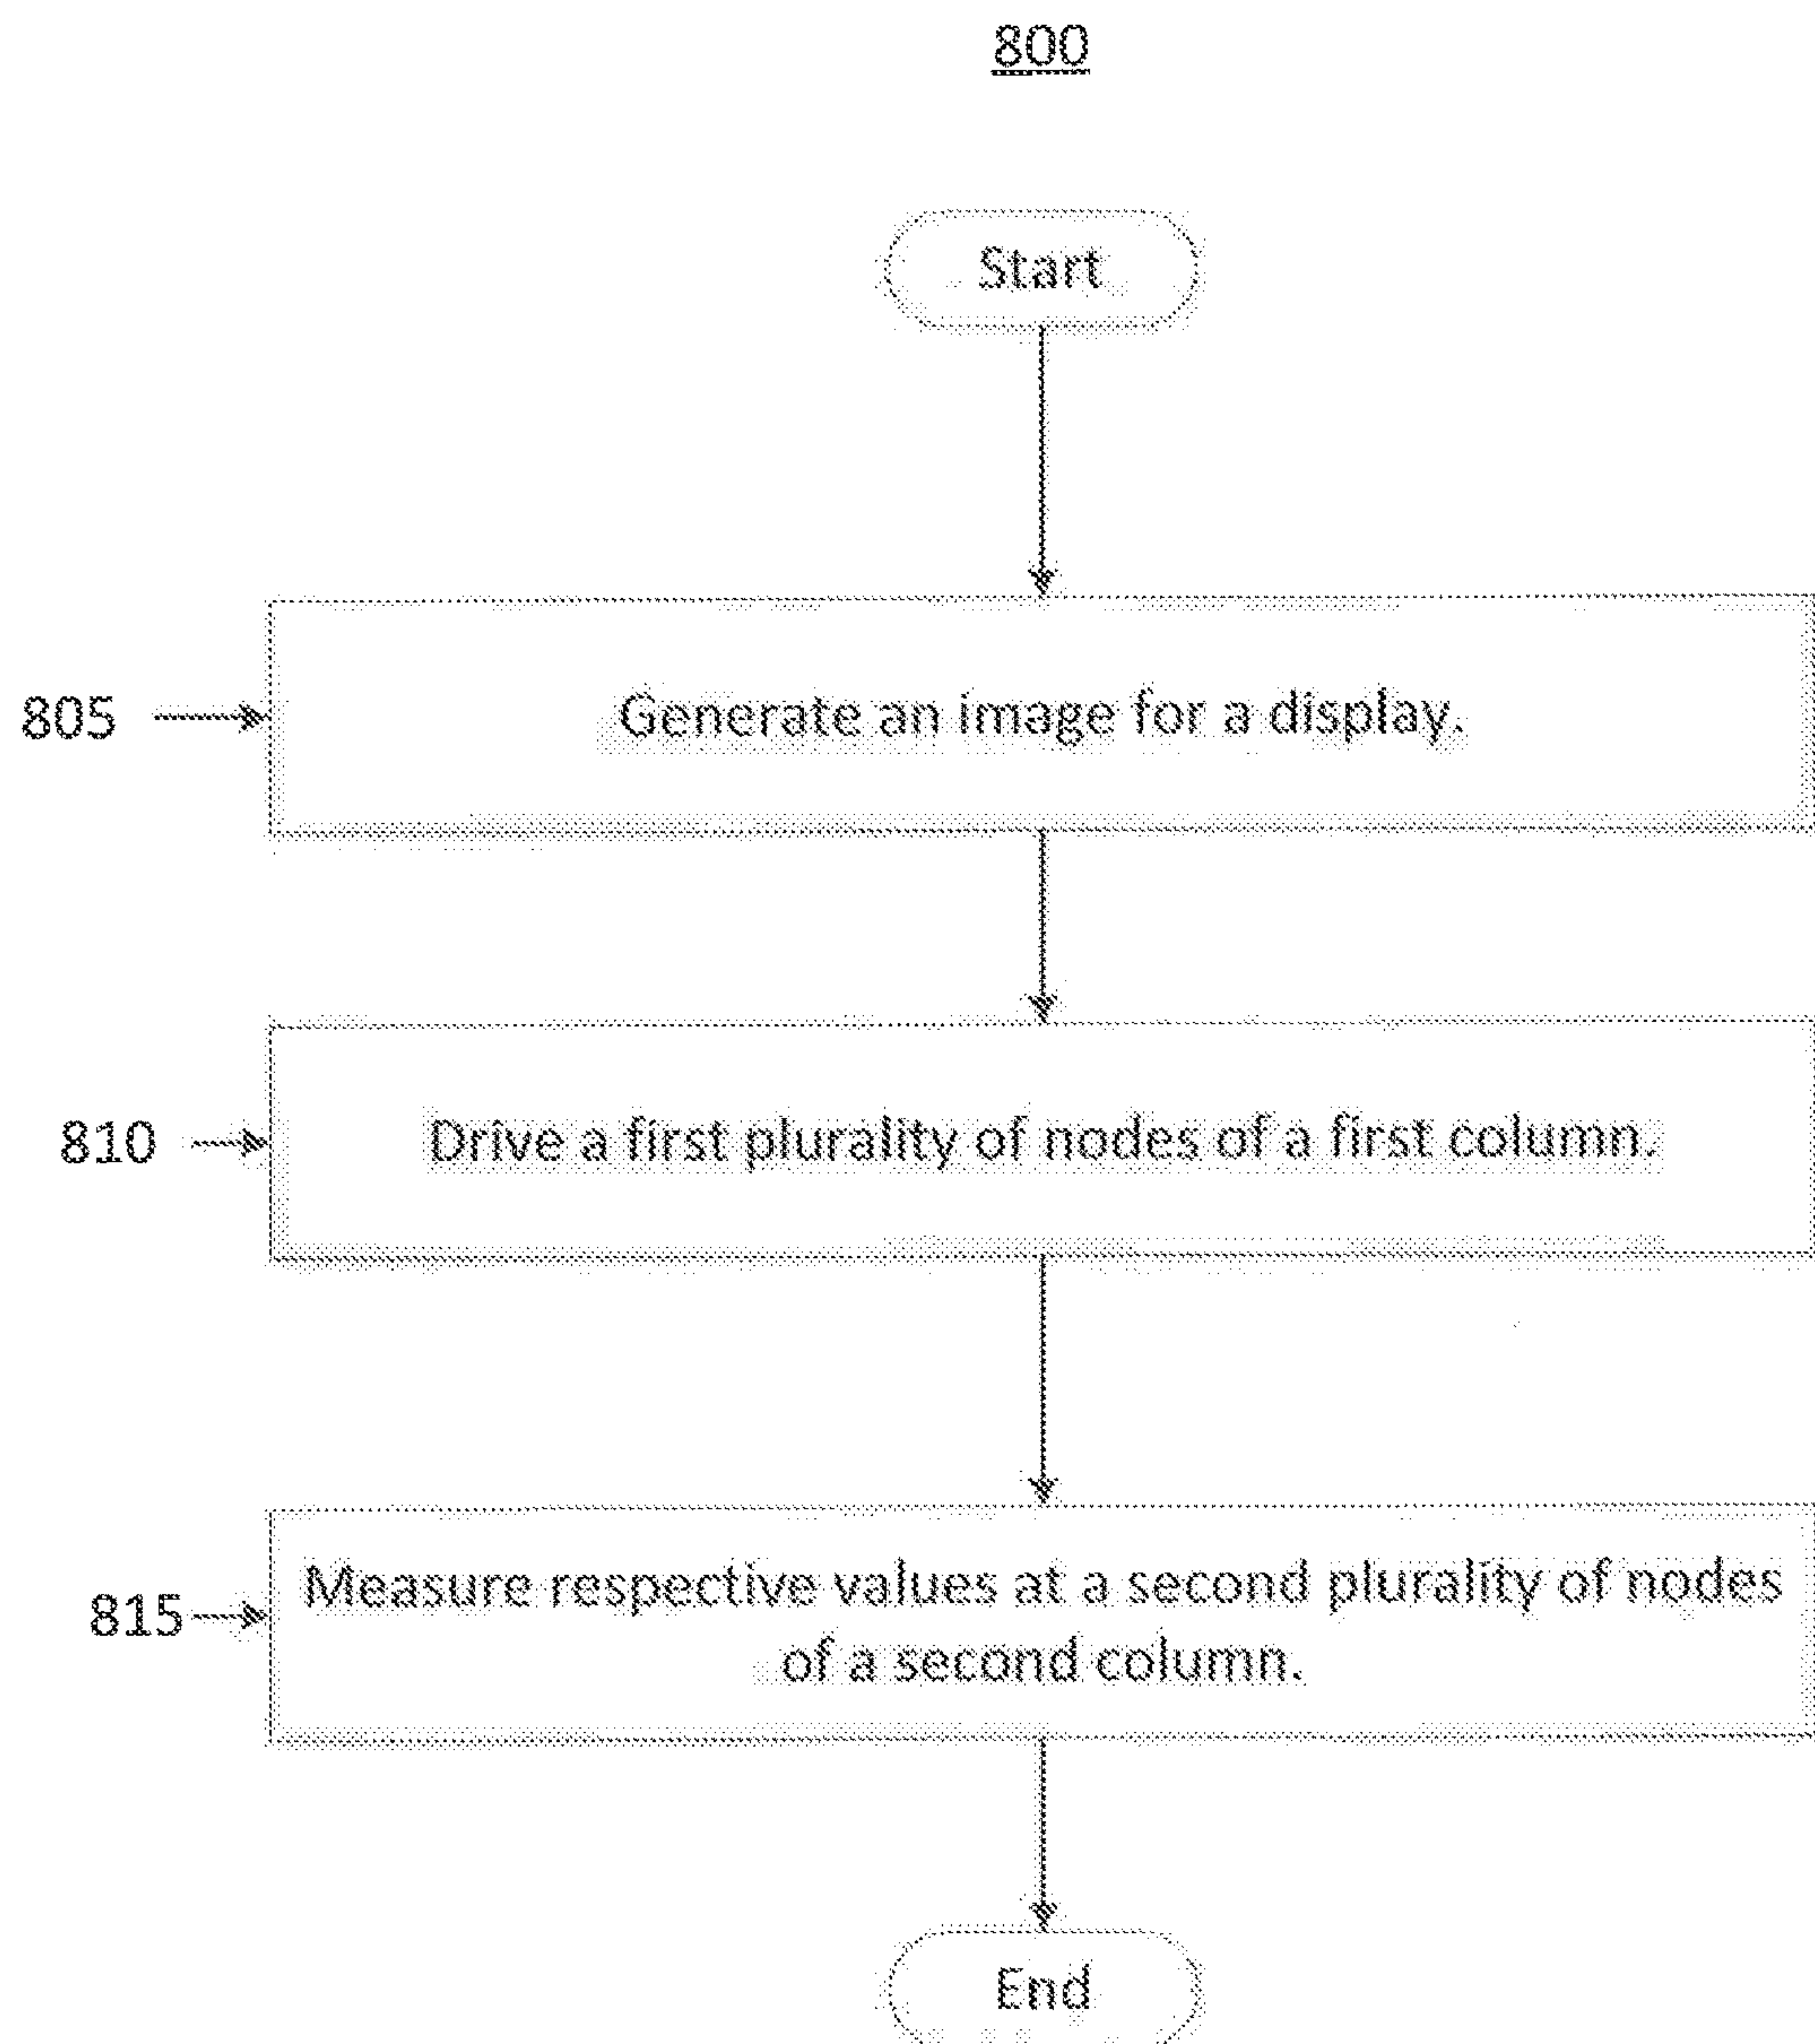 800
Start
805
Generate an image for a display.
810
Drive a first plurality of nodes of a first column.
815
Measure respective values at a second plurality of nodes
of a second column.
End